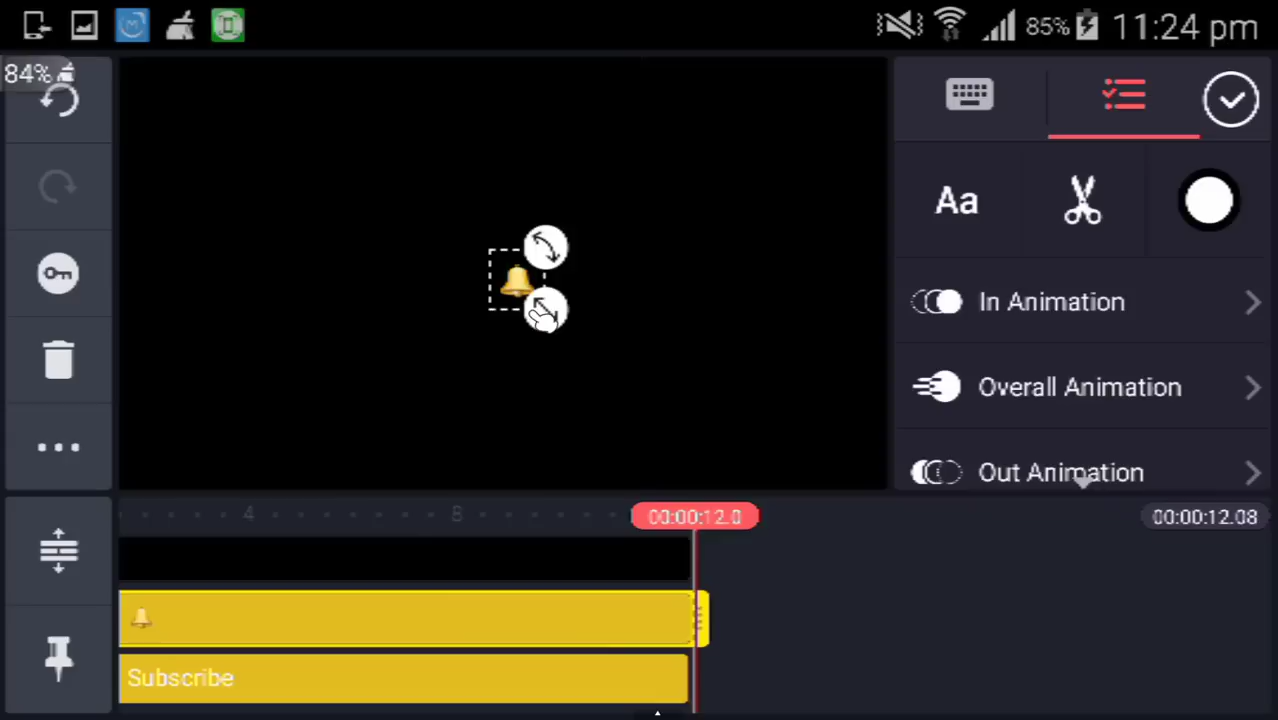 85% 11:24 pm
84%
Aa
In Animation
Overall Animation
Out Animation
4 8 00:00:12.0 00:00:12.08
Subscribe